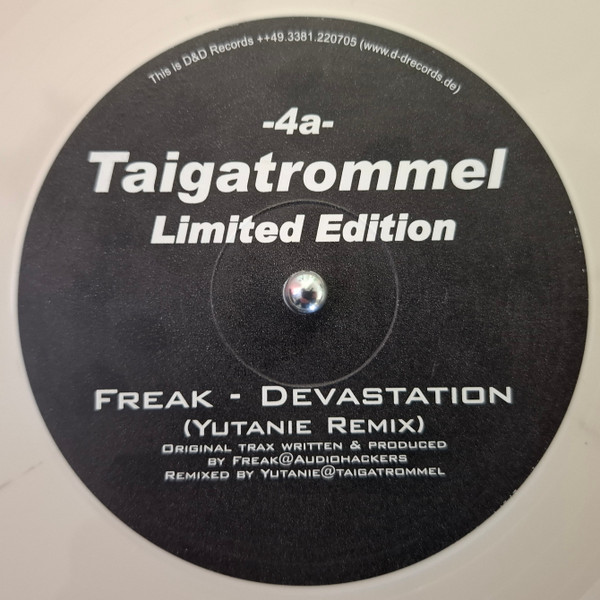 This is D&D Records ++49.3381.220705 (www.d-drecords.de)
-4a-
Taigatrommel
Limited Edition
Freak - Devastation
(Yutanie Remix)
Original trax written & produced
by Freak@Audiohackers
Remixed by Yutanie@taigatrommel